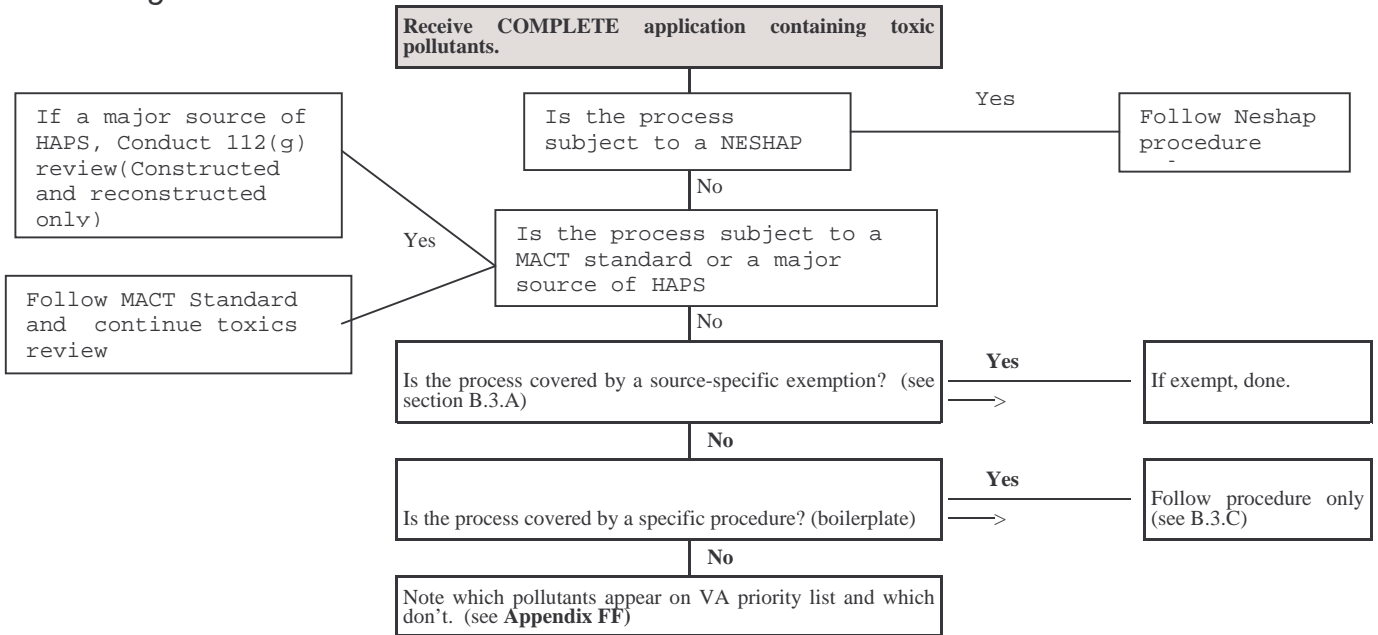 Receive COMPLETE application containing toxic
pollutants.
If a major source of
HAPS, Conduct 112(g)
review(Constructed
and reconstructed
only)
Is the process
subject to a NESHAP
Yes
Follow Neshap
procedure
No
Yes
Is the process subject to a
MACT standard or a major
source of HAPS
Follow MACT Standard
and continue toxics
review
No
Is the process covered by a source-specific exemption? (see
section B.3.A)
Yes
If exempt, done.
No
Is the process covered by a specific procedure? (boilerplate)
Yes
Follow procedure only
(see B.3.C)
No
Note which pollutants appear on VA priority list and which
don't. (see Appendix FF)